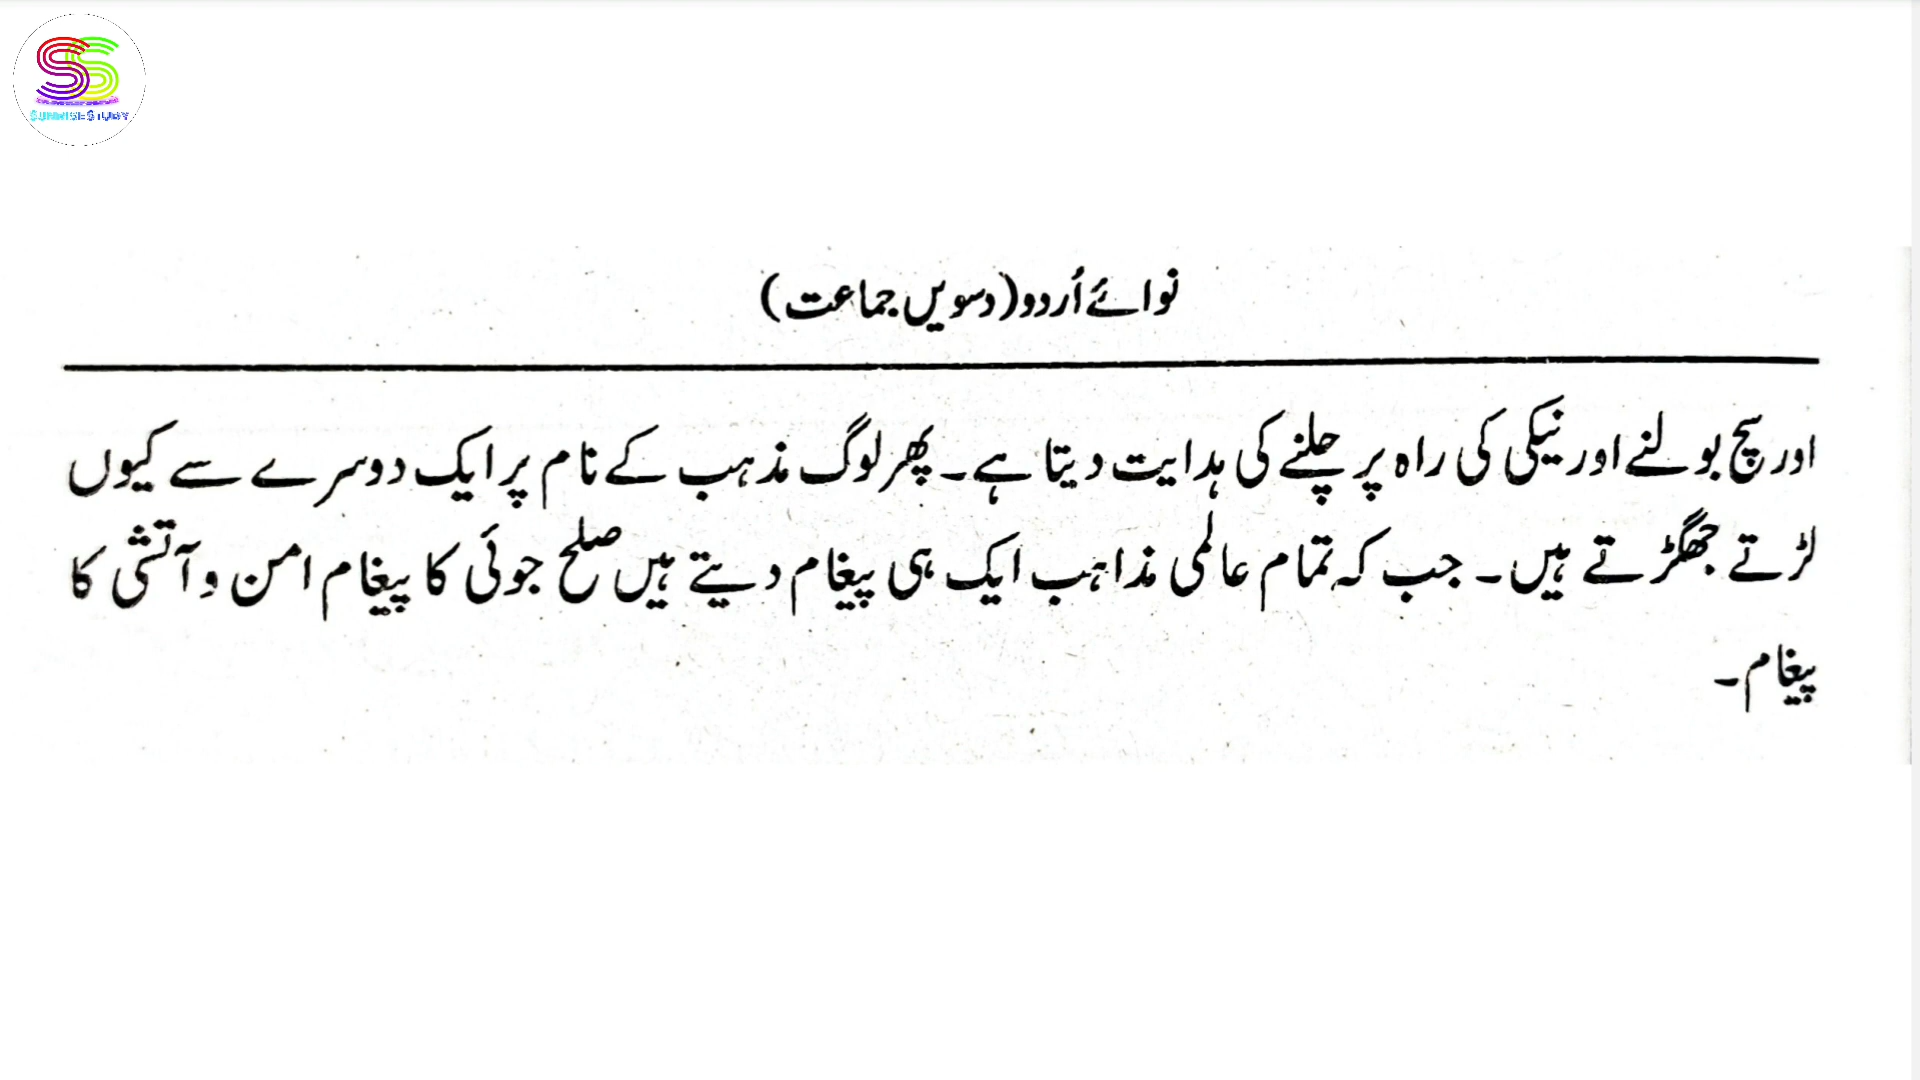 SS
SUNRISESTUDY
نوائے اُردو (دسویں جماعت)
اور سچ بولنے اور نیکی کی راہ پر چلنے کی ہدایت دیتا ہے۔ پھر لوگ مذہب کے نام پر ایک دوسرے سے کیوں
لڑتے جھگڑتے ہیں۔ جب کہ تمام عالمی مذاہب ایک ہی پیغام دیتے ہیں صلح جوئی کا پیغام امن و آتشی کا
پیغام۔